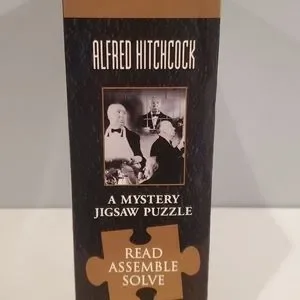 ALFRED HITCHCOCK
A MYSTERY
JIGSAW PUZZLE
READ
ASSEMBLE
SOLVE